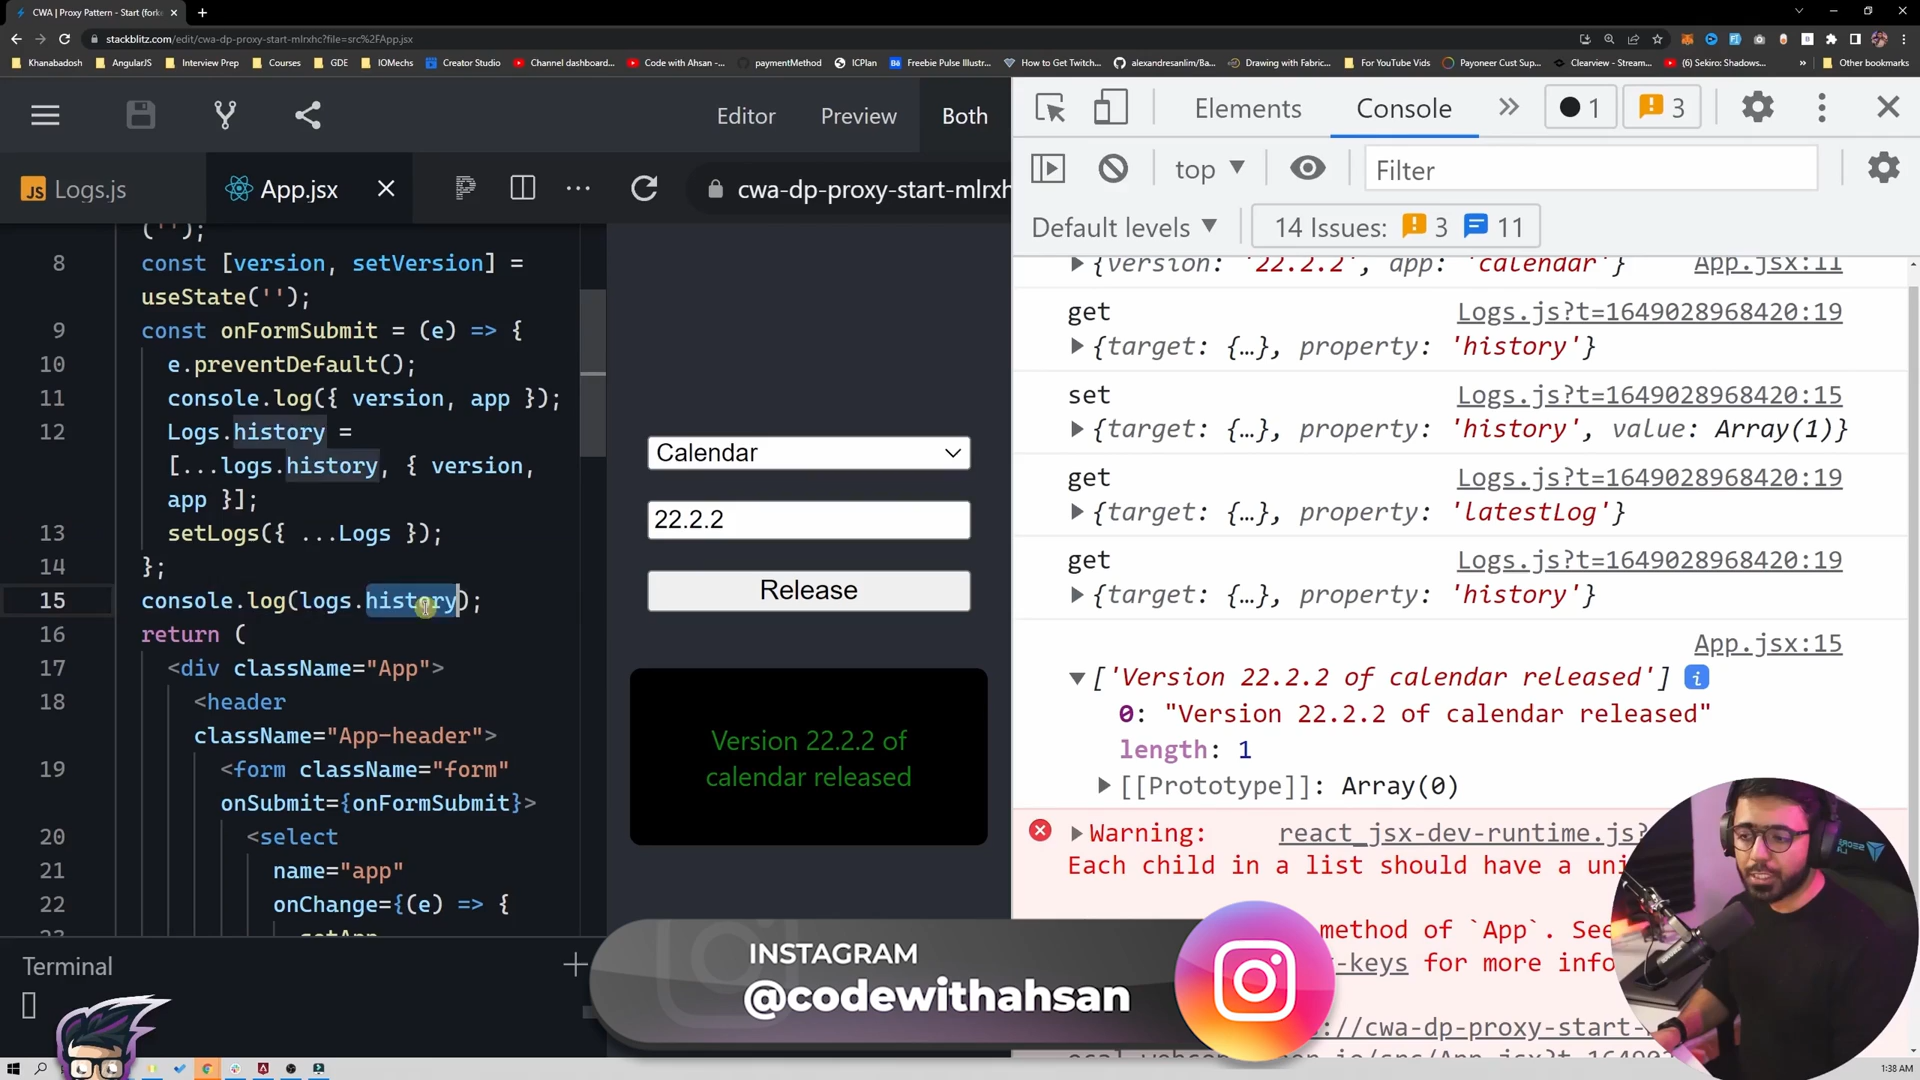 CWA | Proxy Pattern - Start (fork
stackblitz.com/edit/cwa-dp-proxy-start-mlrxhc?file=src%2FApp.jsx
Khanabadosh
AngularJS
Interview Prep
Courses
GDE
IOMechs
Creator Studio
Channel dashboard...
Code with Ahsan -...
paymentMethod
ICPlan
Freebie Pulse Illustr...
How to Get Twitch...
alexandresanlim/Ba...
Drawing with Fabric...
For YouTube Vids
Payoneer Cust Sup...
Clearview - Stream...
(6) Sekiro: Shadows...
Other bookmarks
Editor
Preview
Both
JS Logs.js
App.jsx
cwa-dp-proxy-start-mlrxh
('');
8 const [version, setVersion] =
useState('');
9 const onFormSubmit = (e) => {
10 e.preventDefault();
11 console.log({ version, app });
12 Logs.history =
[...logs.history, { version,
app }];
13 setLogs({ ...Logs });
14 };
15 console.log(logs.history);
16 return (
17 <div className="App">
18 <header
className="App-header">
19 <form className="form"
onSubmit={onFormSubmit}>
20 <select
21 name="app"
22 onChange={(e) => {
Terminal
Calendar
22.2.2
Release
Version 22.2.2 of
calendar released
Elements
Console
1
3
top
Filter
Default levels
14 Issues: 3 11
{version: '22.2.2', app: 'calendar'} App.jsx:11
get Logs.js?t=1649028968420:19
{target: {…}, property: 'history'}
set Logs.js?t=1649028968420:15
{target: {…}, property: 'history', value: Array(1)}
get Logs.js?t=1649028968420:19
{target: {…}, property: 'latestLog'}
get Logs.js?t=1649028968420:19
{target: {…}, property: 'history'}
App.jsx:15
['Version 22.2.2 of calendar released'] i
0: "Version 22.2.2 of calendar released"
length: 1
[[Prototype]]: Array(0)
Warning: react_jsx-dev-runtime.js?
Each child in a list should have a uni
method of `App`. See
-keys for more info
://cwa-dp-proxy-start-
INSTAGRAM
@codewithahsan
1:38 AM